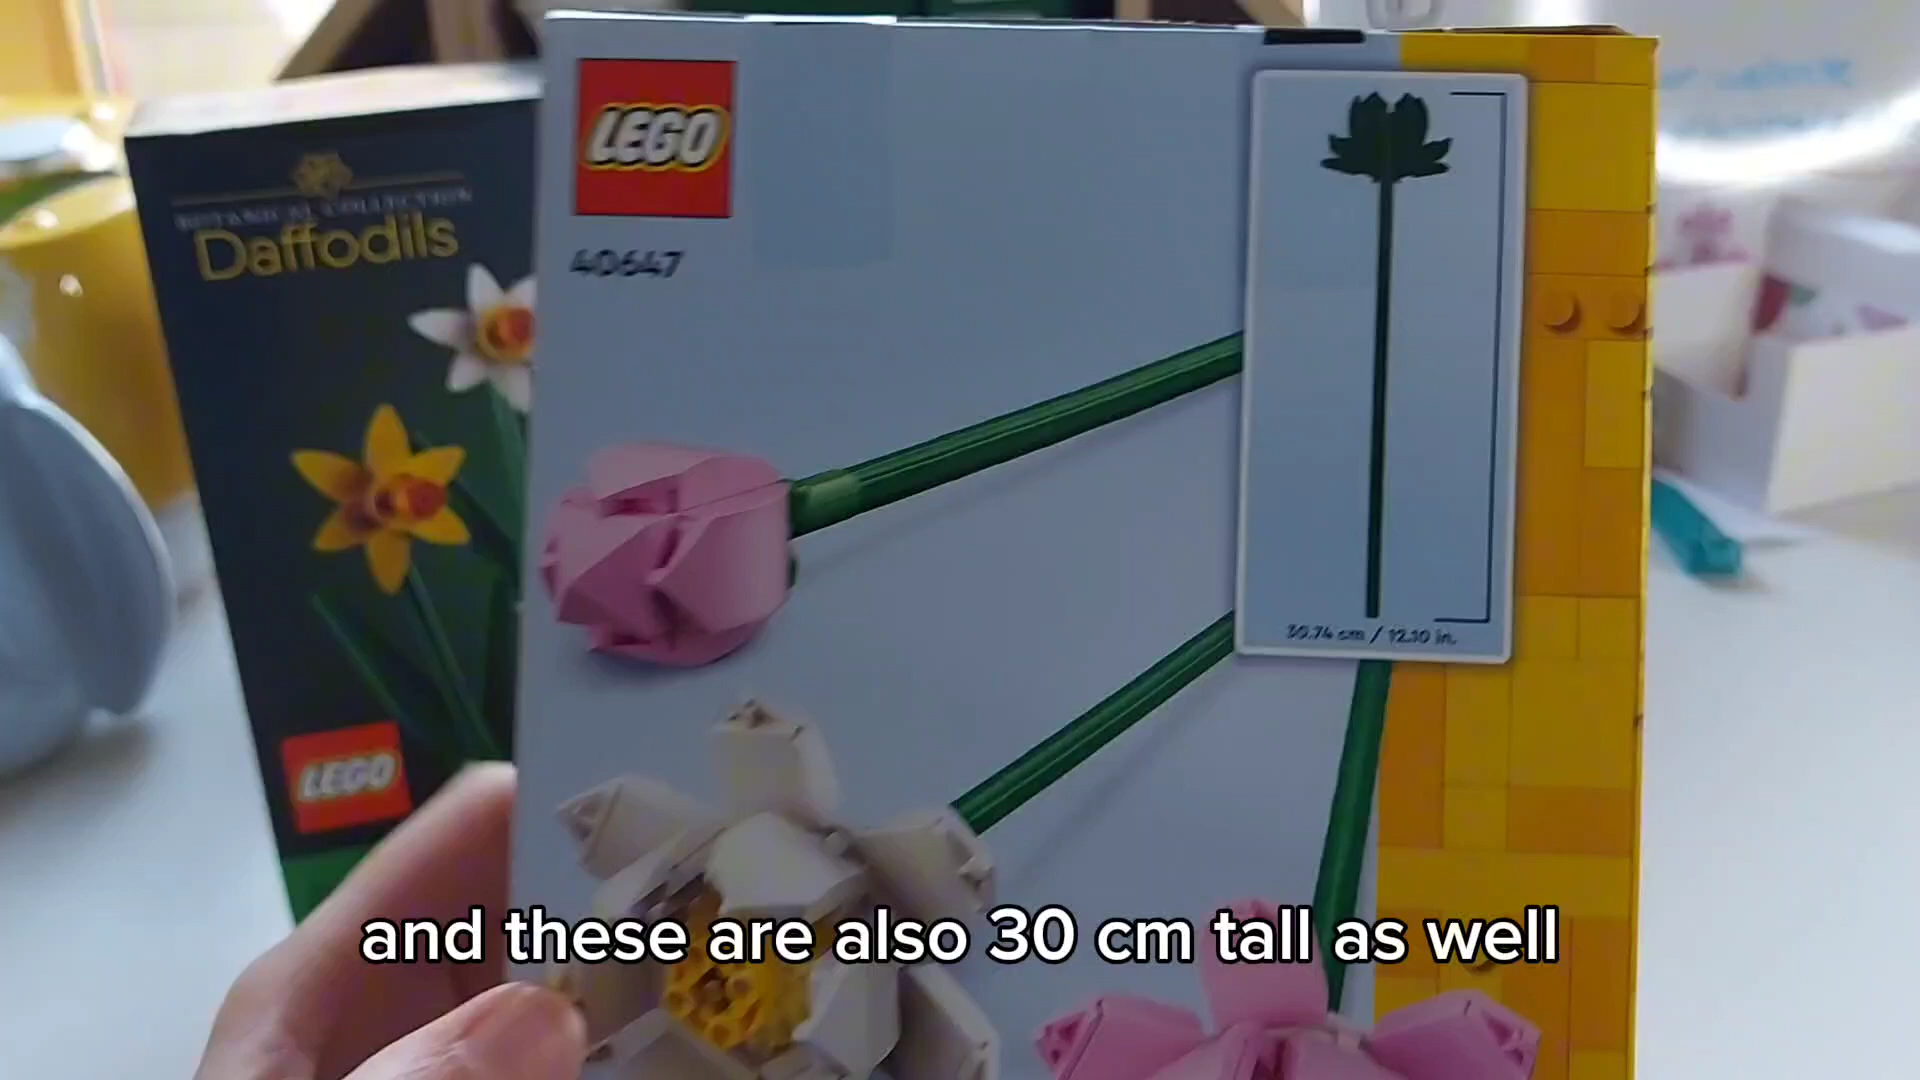 LEGO
40647
BOTANICAL COLLECTION
Daffodils
30.74 cm / 12.10 in.
LEGO
and these are also 30 cm tall as well